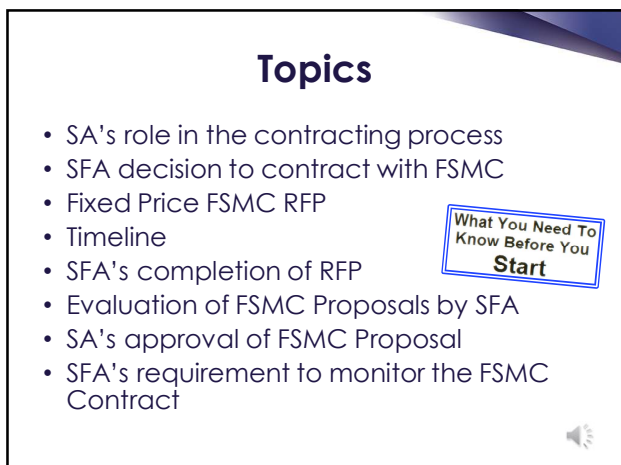 Topics
• SA's role in the contracting process
• SFA decision to contract with FSMC
• Fixed Price FSMC RFP
• Timeline
• SFA's completion of RFP
• Evaluation of FSMC Proposals by SFA
• SA's approval of FSMC Proposal
• SFA's requirement to monitor the FSMC
Contract
What You Need To
Know Before You
Start